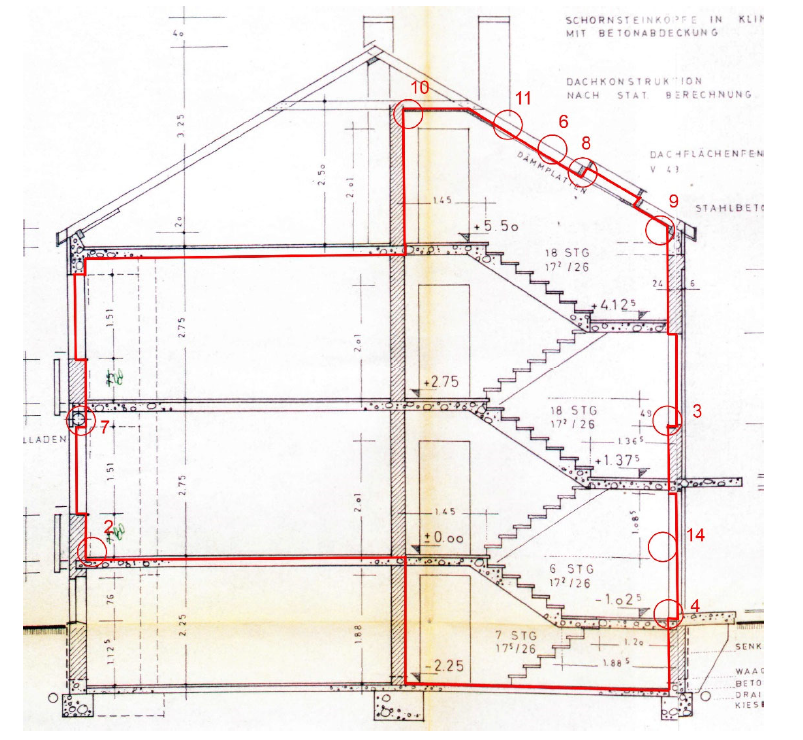 SCHORNSTEINKÖPFE IN KLIN
MIT BETONABDECKUNG
4o
10
DACHKONSTRUKTION
NACH STAT. BERECHNUNG.
11
6
8
3.25
2.5o
2.o1
DÄMMPLATTEN
DACHFLÄCHENFEN
V 43
1.45
9
STAHLBETO
2o
+5.5o
18 STG
17²/26
24
6
+4.12⁵
1.51
2.75
2.o1
+2.75
18 STG
17²/26
49
3
7
LLADEN
1.36⁵
+1.37⁵
1.51
2.75
2.o1
1.45
1.o8⁵
2
+0.oo
14
6 STG
17²/26
-1.o2⁵
4
76
2.25
1.88
7 STG
17⁵/26
1.2o
SENK
1.12⁵
-2.25
1.88⁵
WAAG
BETO
DRAI
KIESE